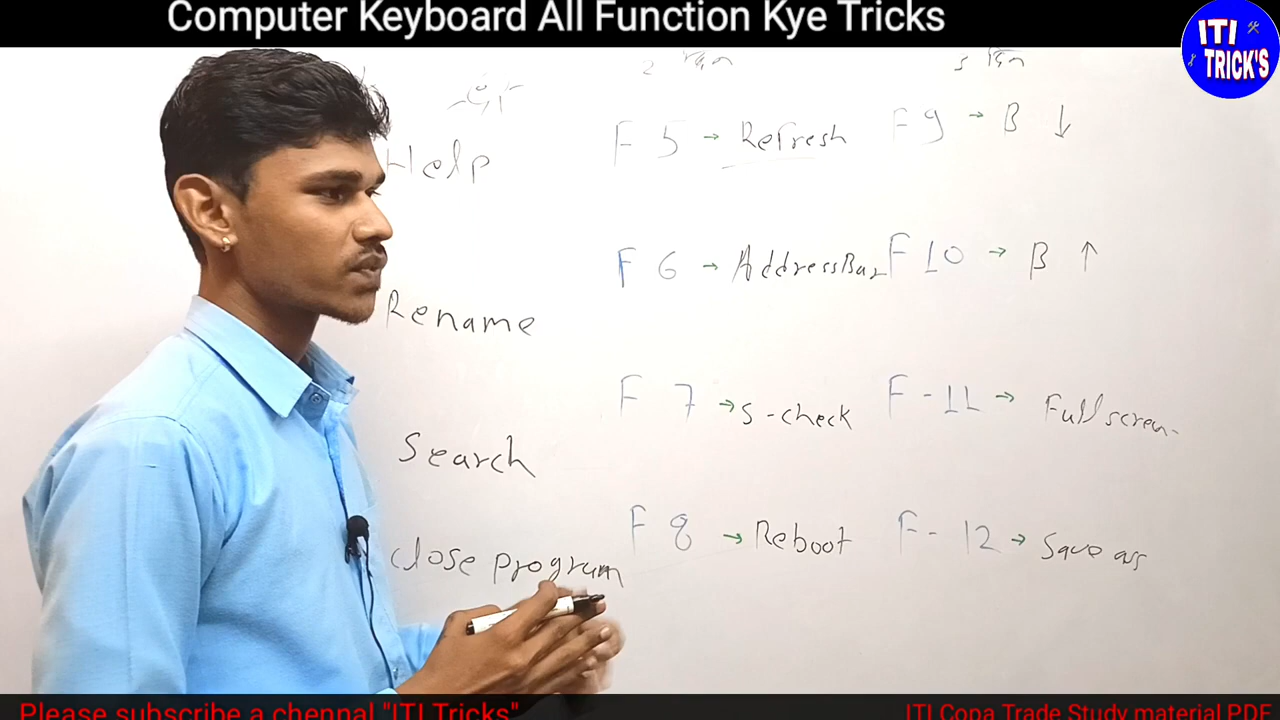 Computer Keyboard All Function Kye Tricks
ITI
TRICK'S
Help
Rename
Search
close program
F 5 → Refresh
F 6 → AddressBar
F 7 → S-check
F 8 → Reboot
F 9 → B ↓
F 10 → B ↑
F-11 → Full screen
F-12 → Save as
Please subscribe a chennal "ITI Tricks"
ITI Copa Trade Study material PDF